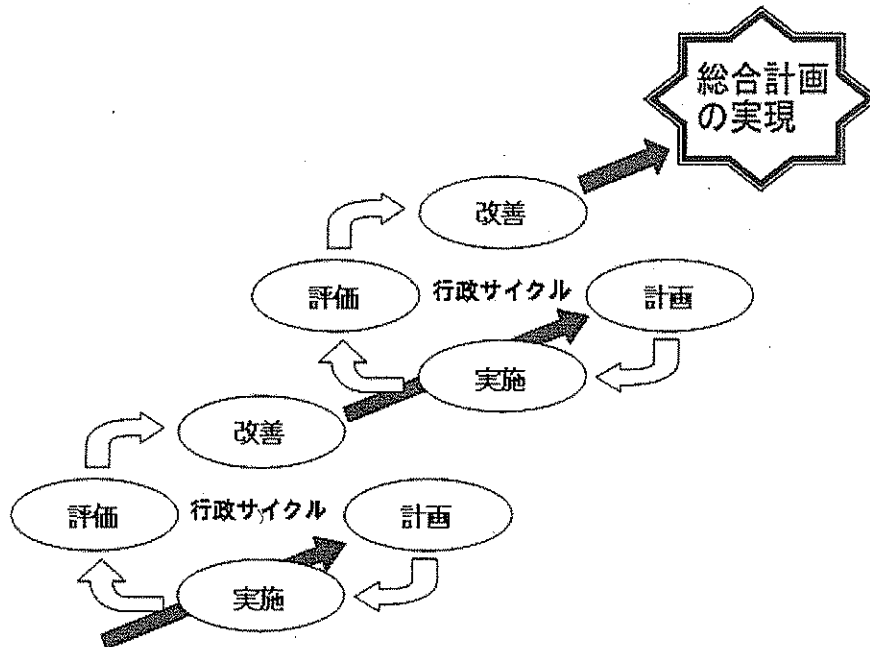 総合計画
の実現
改善
評価
行政サイクル
計画
実施
改善
評価
行政サイクル
計画
実施